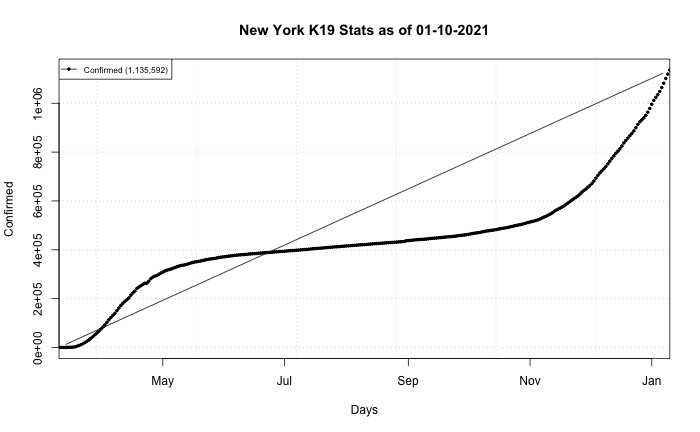 New York K19 Stats as of 01-10-2021
Confirmed (1,135,592)
Confirmed
1e+06
8e+05
6e+05
4e+05
2e+05
0e+00
May Jul Sep Nov Jan
Days